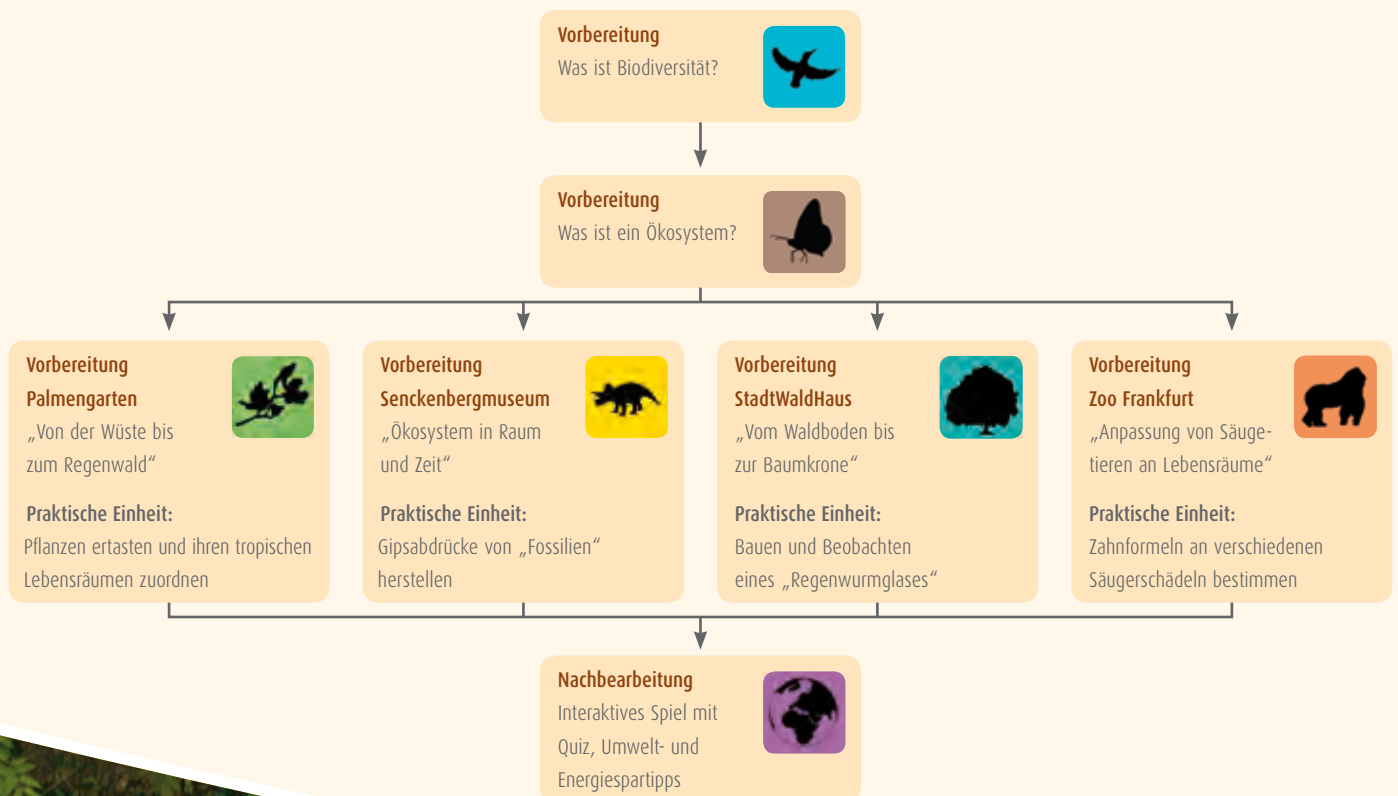 Vorbereitung
Was ist Biodiversität?
Vorbereitung
Was ist ein Ökosystem?
Vorbereitung
Palmengarten
„Von der Wüste bis
zum Regenwald“
Praktische Einheit:
Pflanzen ertasten und ihren tropischen
Lebensräumen zuordnen
Vorbereitung
Senckenbergmuseum
„Ökosystem in Raum
und Zeit“
Praktische Einheit:
Gipsabdrücke von „Fossilien“
herstellen
Vorbereitung
StadtWaldHaus
„Vom Waldboden bis
zur Baumkrone“
Praktische Einheit:
Bauen und Beobachten
eines „Regenwurmglases“
Vorbereitung
Zoo Frankfurt
„Anpassung von Säuge-
tieren an Lebensräume“
Praktische Einheit:
Zahnformeln an verschiedenen
Säugerschädeln bestimmen
Nachbearbeitung
Interaktives Spiel mit
Quiz, Umwelt- und
Energiespartipps